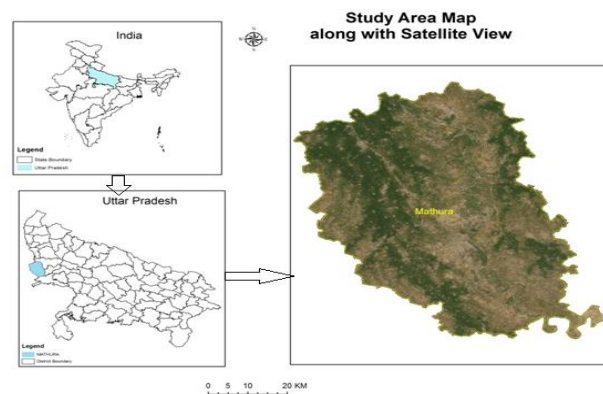 Study Area Map
along with Satellite View
India
N
Legend
State Boundary
Uttar Pradesh
Uttar Pradesh
Legend
MATHURA
District Boundary
Mathura
0 5 10 20 KM